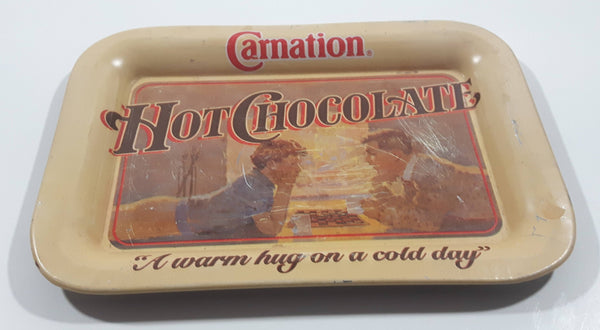 Carnation®
HOT CHOCOLATE
"A warm hug on a cold day"